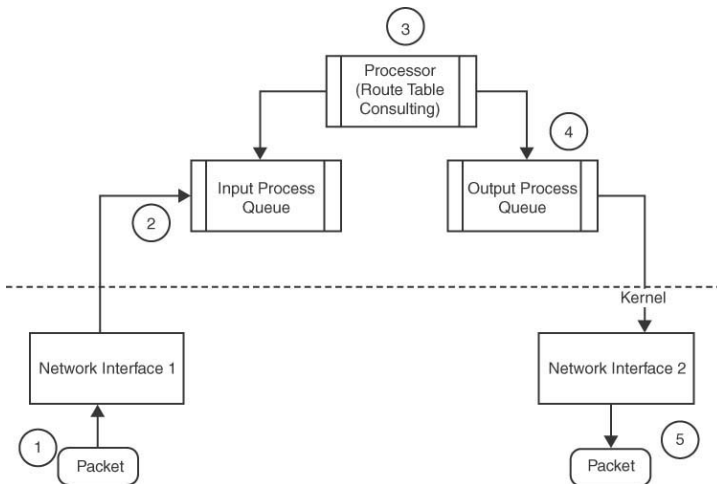 3
Processor
(Route Table
Consulting)
4
Input Process
Queue
Output Process
Queue
2
Kernel
Network Interface 1
Network Interface 2
1
Packet
5
Packet